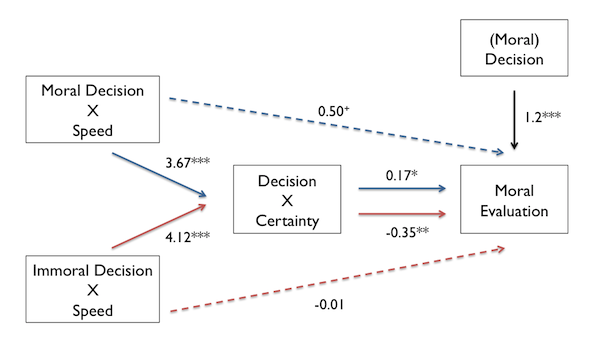 (Moral)
Decision
Moral Decision
X
Speed
0.50+
1.2***
3.67***
Decision
X
Certainty
0.17*
-0.35**
Moral
Evaluation
4.12***
Immoral Decision
X
Speed
-0.01